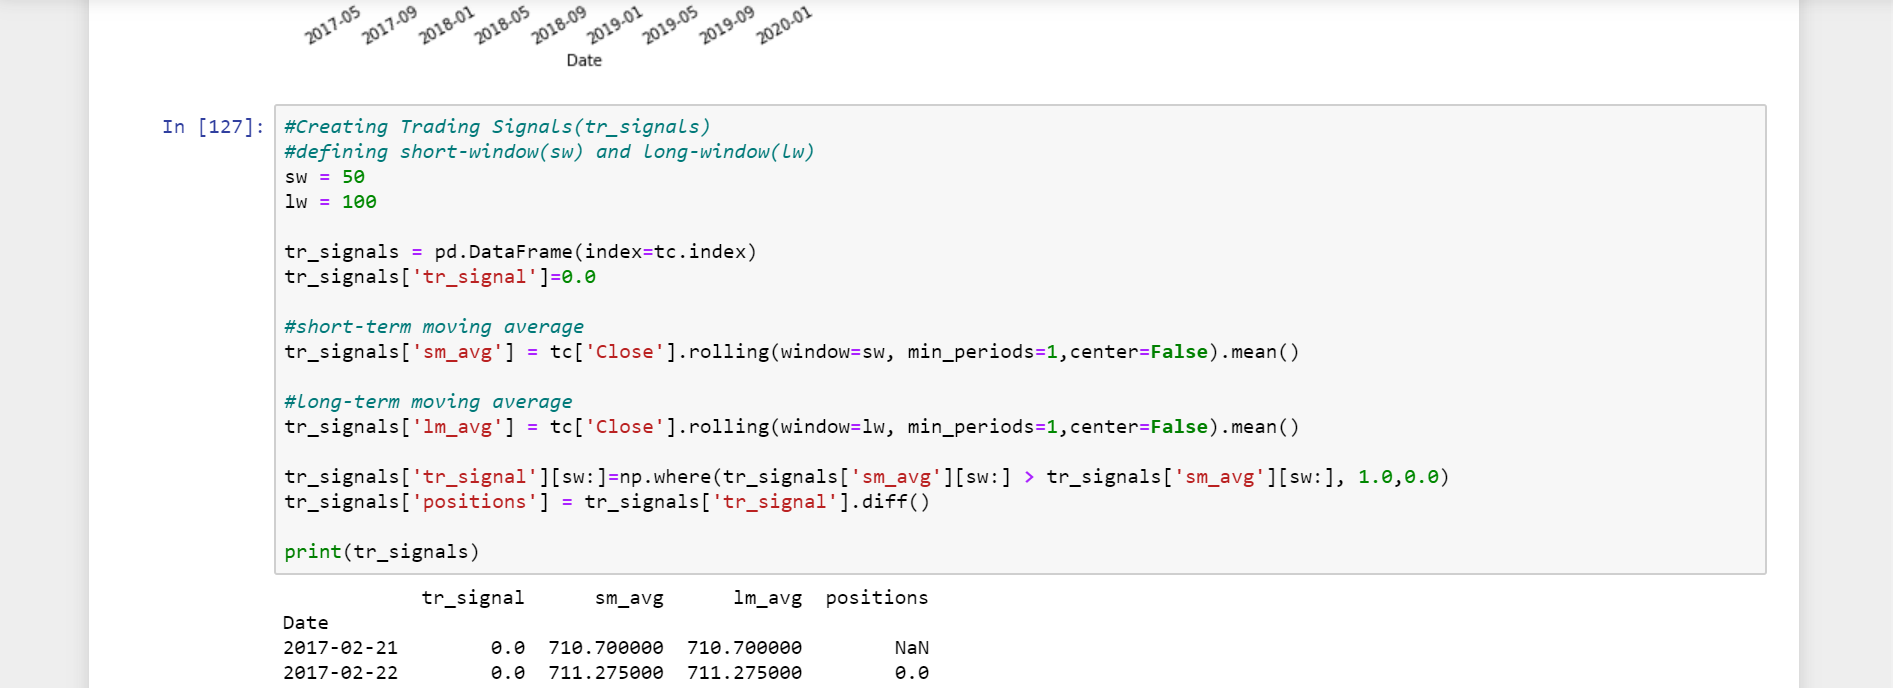 2017-05 2017-09 2018-01 2018-05 2018-09 2019-01 2019-05 2019-09 2020-01
Date
In [127]:
#Creating Trading Signals(tr_signals)
#defining short-window(sw) and long-window(lw)
sw = 50
lw = 100
tr_signals = pd.DataFrame(index=tc.index)
tr_signals['tr_signal']=0.0
#short-term moving average
tr_signals['sm_avg'] = tc['Close'].rolling(window=sw, min_periods=1,center=False).mean()
#long-term moving average
tr_signals['lm_avg'] = tc['Close'].rolling(window=lw, min_periods=1,center=False).mean()
tr_signals['tr_signal'][sw:]=np.where(tr_signals['sm_avg'][sw:] > tr_signals['sm_avg'][sw:], 1.0,0.0)
tr_signals['positions'] = tr_signals['tr_signal'].diff()
print(tr_signals)
tr_signal sm_avg lm_avg positions
Date
2017-02-21 0.0 710.700000 710.700000 NaN
2017-02-22 0.0 711.275000 711.275000 0.0